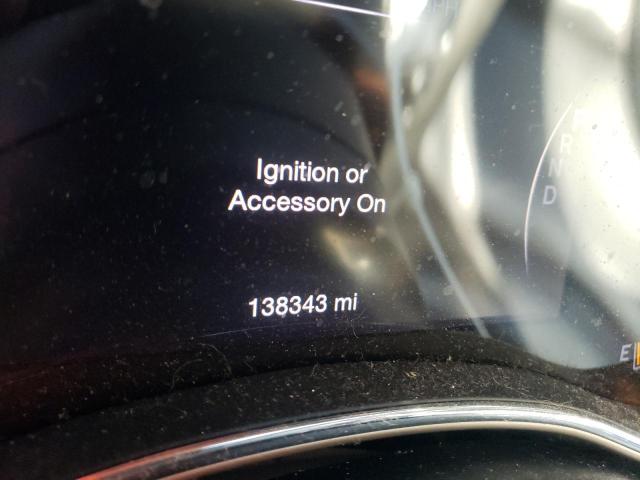 Ignition or
Accessory On
138343 mi
P
R
N
D
E